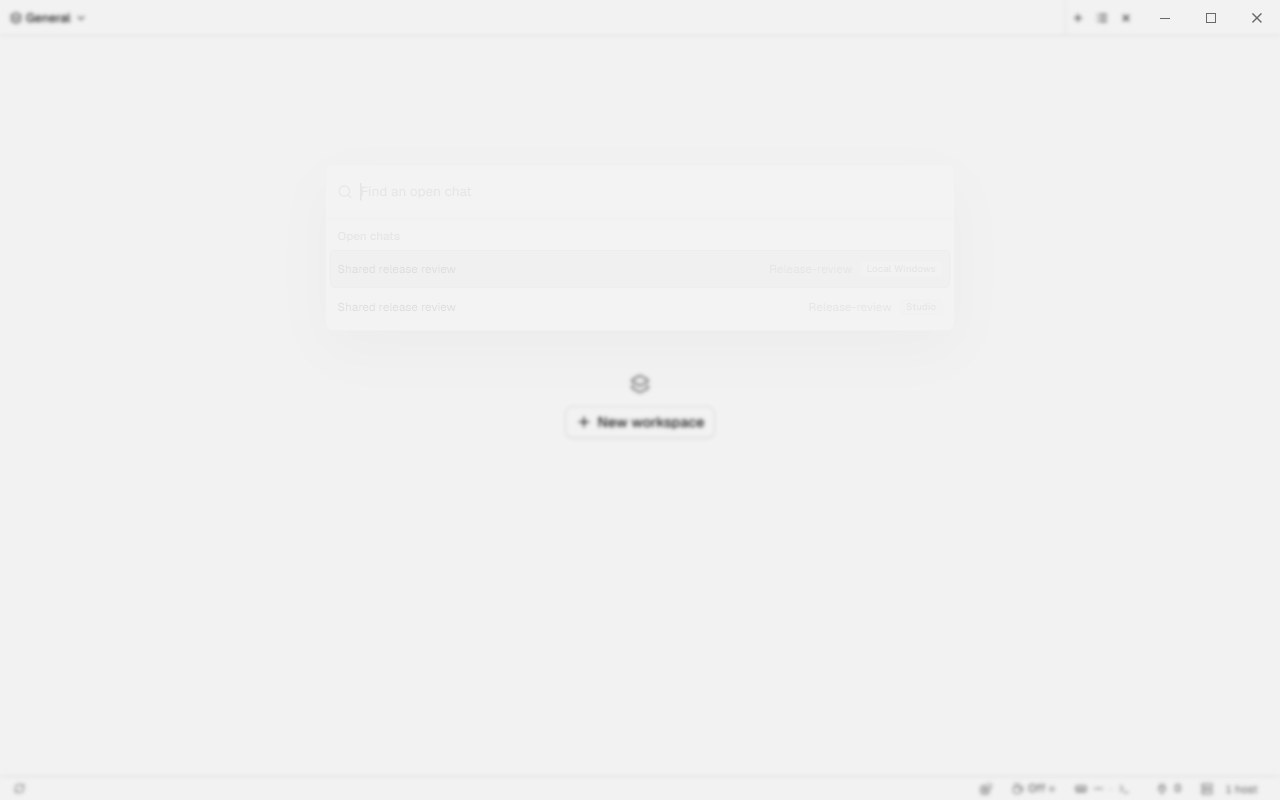 General
Find an open chat
Open chats
Shared release review Release-review Local Windows
Shared release review Release-review Studio
New workspace
Off 0 1 host